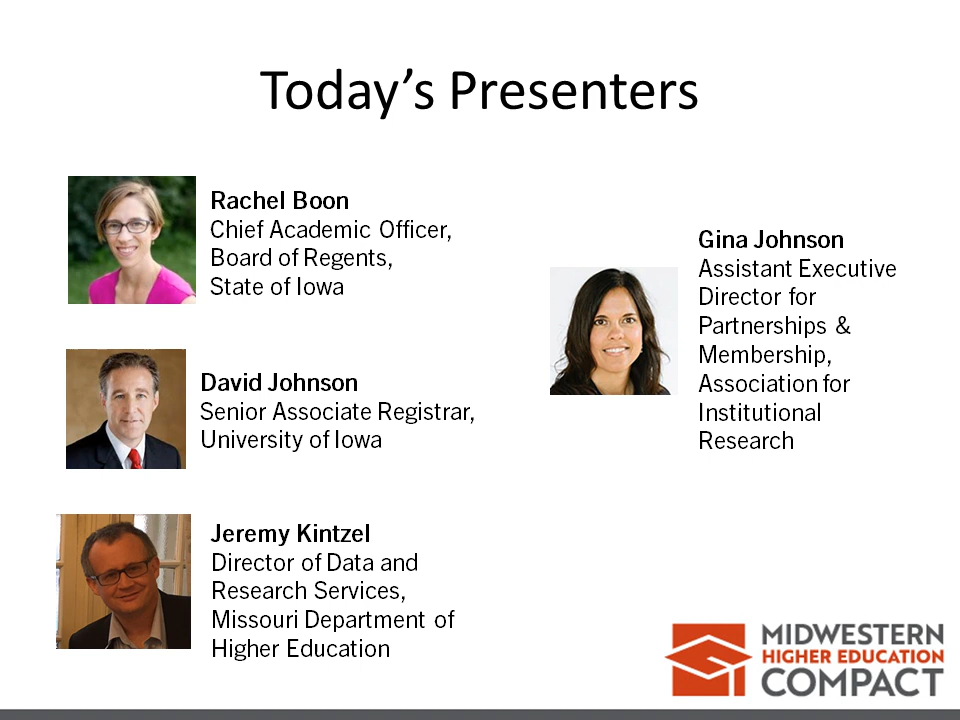 Today’s Presenters
Rachel Boon
Chief Academic Officer,
Board of Regents,
State of Iowa
David Johnson
Senior Associate Registrar,
University of Iowa
Jeremy Kintzel
Director of Data and
Research Services,
Missouri Department of
Higher Education
Gina Johnson
Assistant Executive
Director for
Partnerships &
Membership,
Association for
Institutional
Research
MIDWESTERN
HIGHER EDUCATION
COMPACT